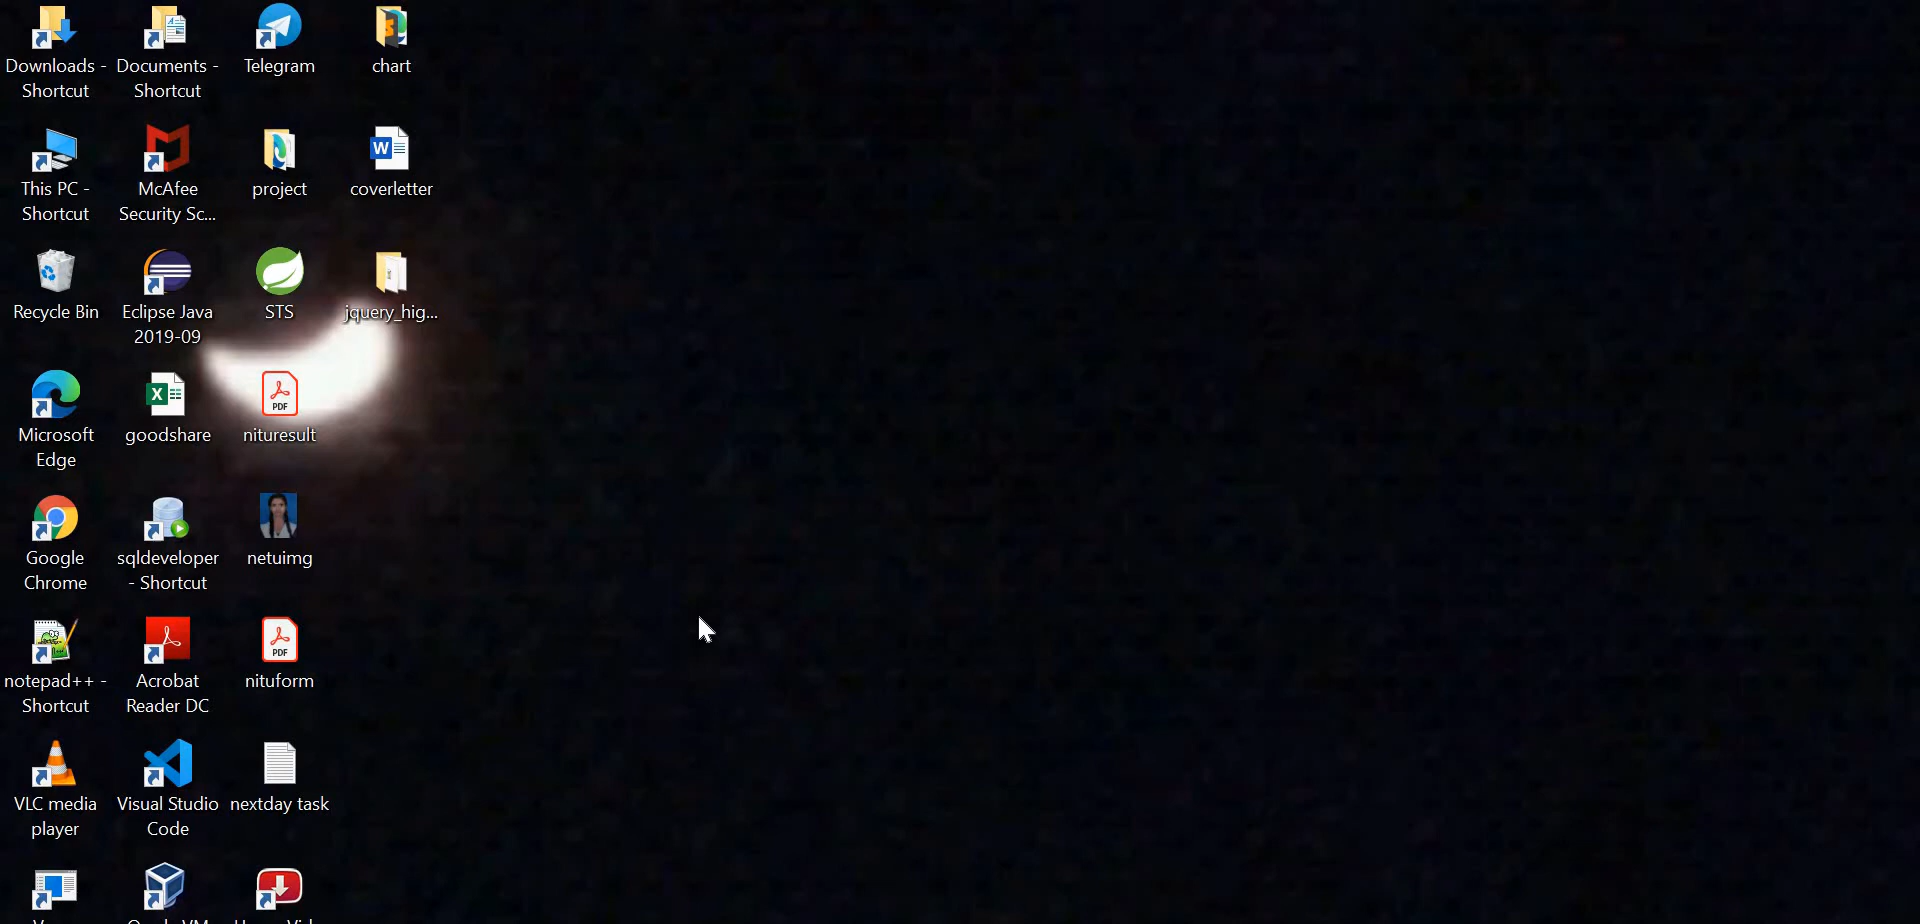 Downloads -
Shortcut
Documents -
Shortcut
Telegram
chart
This PC -
Shortcut
McAfee
Security Sc...
project
W
coverletter
Recycle Bin
Eclipse Java
2019-09
STS
jquery_hig...
Microsoft
Edge
X
goodshare
PDF
nituresult
Google
Chrome
sqldeveloper
- Shortcut
netuimg
notepad++ -
Shortcut
Acrobat
Reader DC
PDF
nituform
VLC media
player
Visual Studio
Code
nextday task